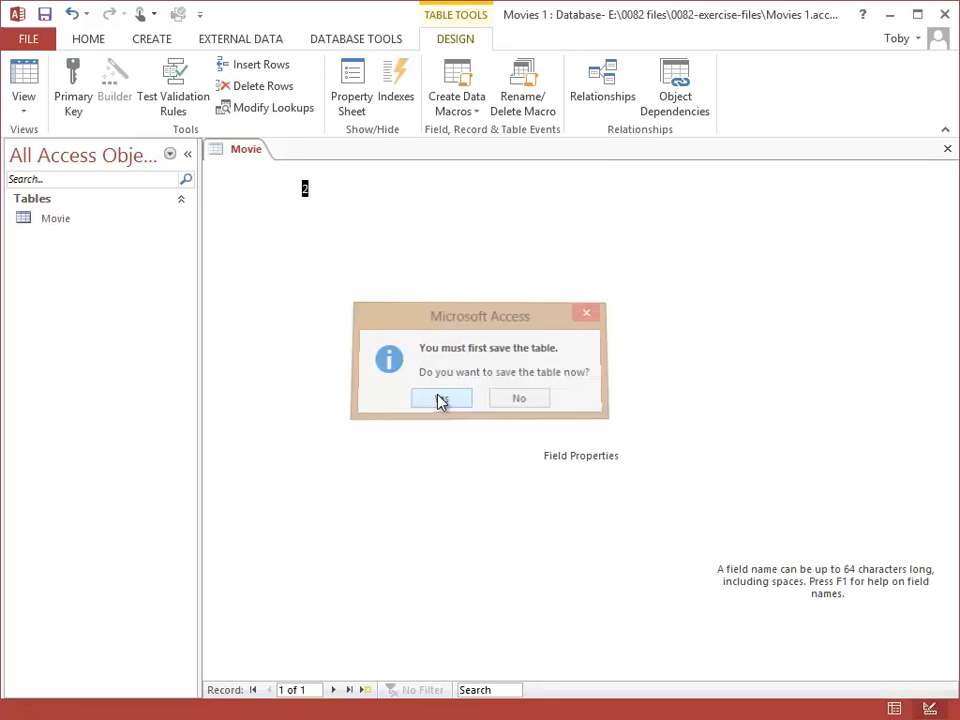 TABLE TOOLS
Movies 1 : Database- E:\0082 files\0082-exercise-files\Movies 1.acc...
FILE HOME CREATE EXTERNAL DATA DATABASE TOOLS DESIGN Toby
View
Primary Key
Builder
Test Validation Rules
Insert Rows
Delete Rows
Modify Lookups
Property Sheet
Indexes
Create Data Macros
Rename/ Delete Macro
Relationships
Object Dependencies
Views Tools Show/Hide Field, Record & Table Events Relationships
All Access Obje...
Search...
Tables
Movie
Movie
2
Microsoft Access
You must first save the table.
Do you want to save the table now?
No
Field Properties
A field name can be up to 64 characters long,
including spaces. Press F1 for help on field
names.
Record: 1 of 1 No Filter Search